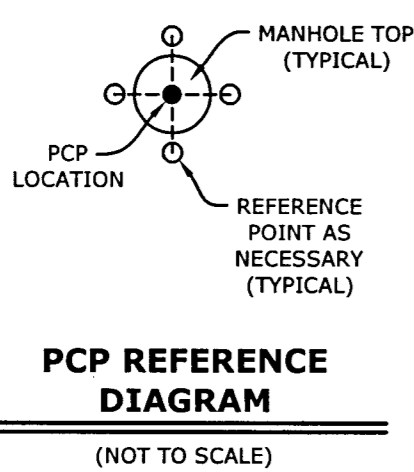 MANHOLE TOP
(TYPICAL)
PCP
LOCATION
REFERENCE
POINT AS
NECESSARY
(TYPICAL)
PCP REFERENCE
DIAGRAM
(NOT TO SCALE)